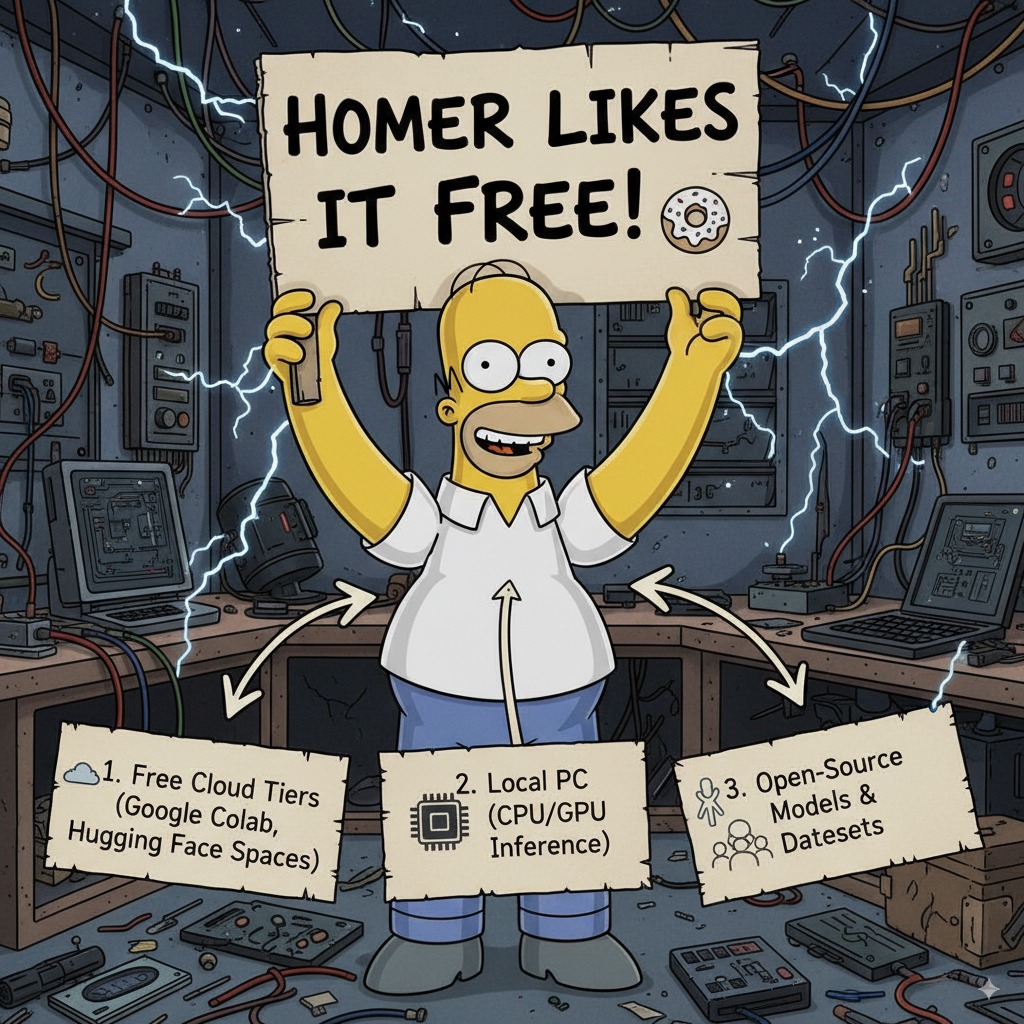 HOMER LIKES
IT FREE!
1. Free Cloud Tiers
(Google Colab,
Hugging Face Spaces)
2. Local PC
(CPU/GPU
Inference)
3. Open-Source
Models &
Datesets